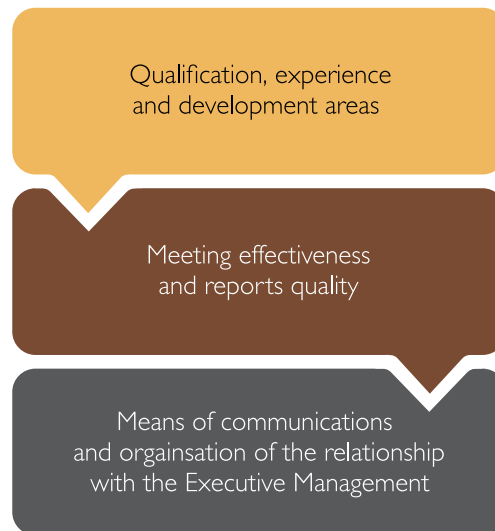 Qualification, experience
and development areas
Meeting effectiveness
and reports quality
Means of communications
and orgainsation of the relationship
with the Executive Management